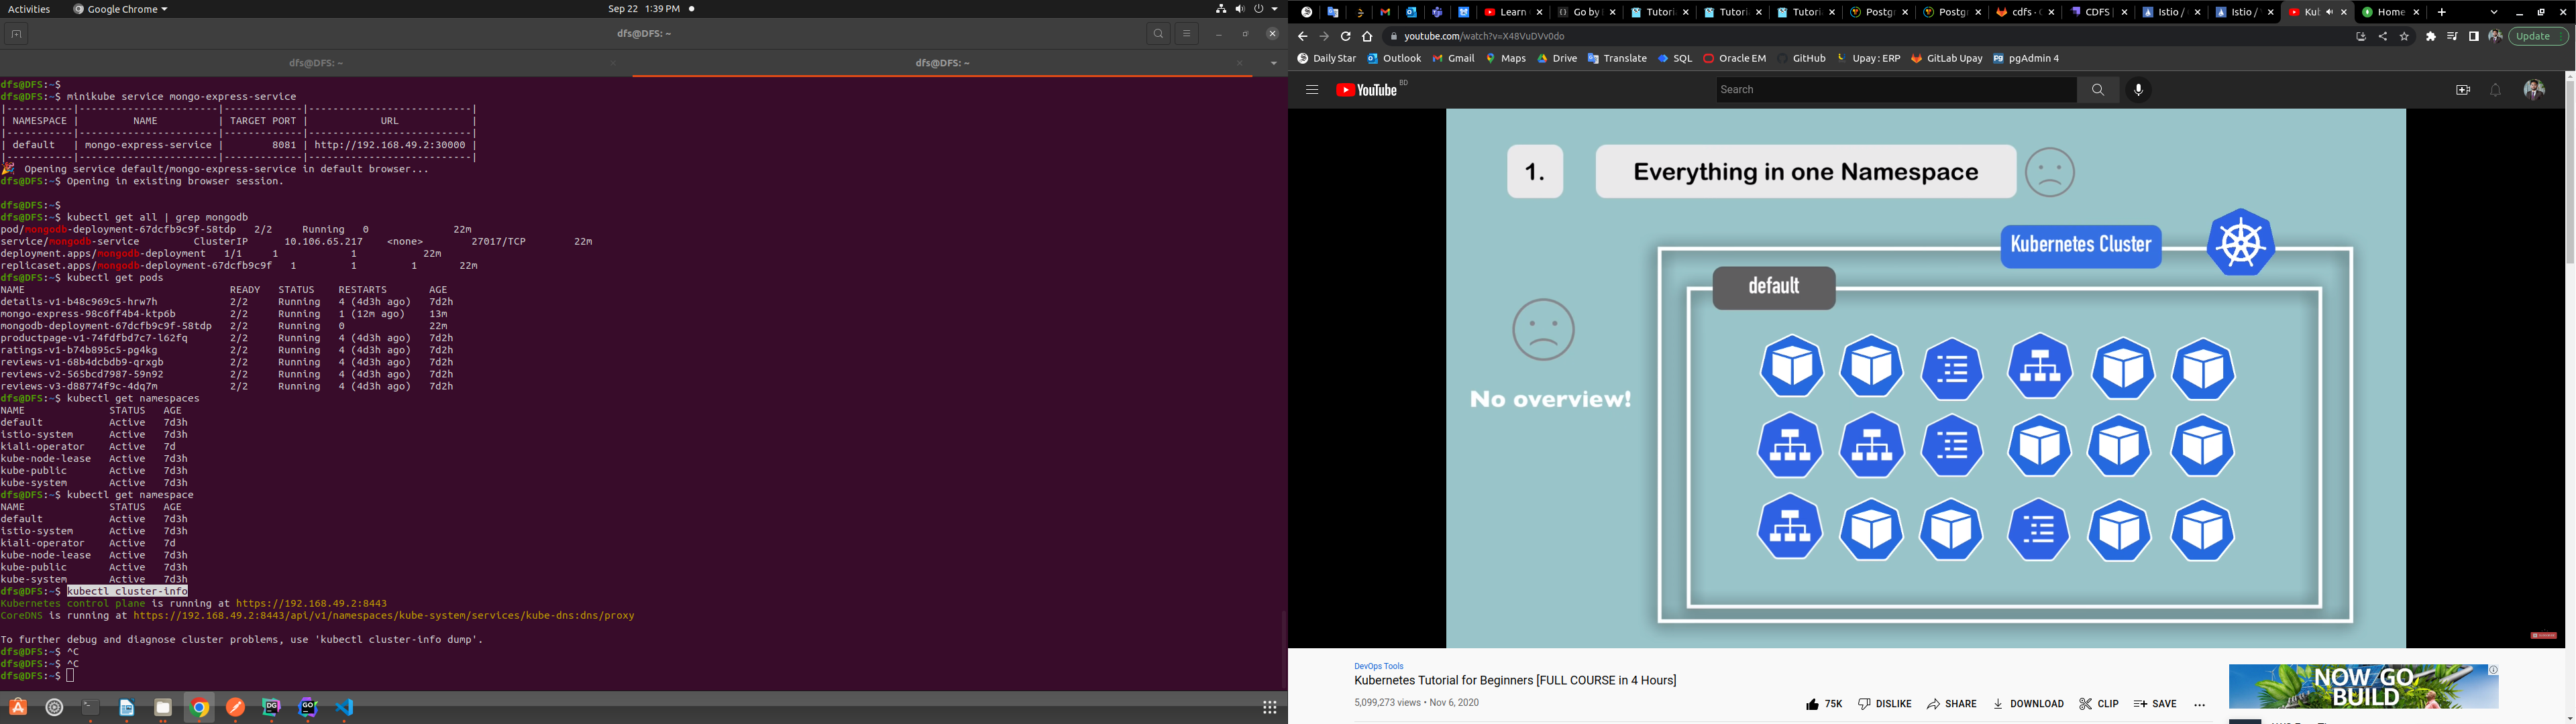 Activities Google Chrome Sep 22 1:39 PM
dfs@DFS: ~
dfs@DFS: ~ dfs@DFS: ~
dfs@DFS:~$
dfs@DFS:~$ minikube service mongo-express-service
|-----------|-----------------------|-------------|---------------------------|
| NAMESPACE | NAME | TARGET PORT | URL |
|-----------|-----------------------|-------------|---------------------------|
| default | mongo-express-service | 8081 | http://192.168.49.2:30000 |
|-----------|-----------------------|-------------|---------------------------|
🎉 Opening service default/mongo-express-service in default browser...
dfs@DFS:~$ Opening in existing browser session.
dfs@DFS:~$
dfs@DFS:~$ kubectl get all | grep mongodb
pod/mongodb-deployment-67dcfb9c9f-58tdp 2/2 Running 0 22m
service/mongodb-service ClusterIP 10.106.65.217 <none> 27017/TCP 22m
deployment.apps/mongodb-deployment 1/1 1 1 22m
replicaset.apps/mongodb-deployment-67dcfb9c9f 1 1 1 22m
dfs@DFS:~$ kubectl get pods
NAME READY STATUS RESTARTS AGE
details-v1-b48c969c5-hrw7h 2/2 Running 4 (4d3h ago) 7d2h
mongo-express-98c6ff4b4-ktp6b 2/2 Running 1 (12m ago) 13m
mongodb-deployment-67dcfb9c9f-58tdp 2/2 Running 0 22m
productpage-v1-74fdfbd7c7-l62fq 2/2 Running 4 (4d3h ago) 7d2h
ratings-v1-b74b895c5-pg4kg 2/2 Running 4 (4d3h ago) 7d2h
reviews-v1-68b4dcbdb9-qrxgb 2/2 Running 4 (4d3h ago) 7d2h
reviews-v2-565bcd7987-59n92 2/2 Running 4 (4d3h ago) 7d2h
reviews-v3-d88774f9c-4dq7m 2/2 Running 4 (4d3h ago) 7d2h
dfs@DFS:~$ kubectl get namespaces
NAME STATUS AGE
default Active 7d3h
istio-system Active 7d3h
kiali-operator Active 7d
kube-node-lease Active 7d3h
kube-public Active 7d3h
kube-system Active 7d3h
dfs@DFS:~$ kubectl get namespace
NAME STATUS AGE
default Active 7d3h
istio-system Active 7d3h
kiali-operator Active 7d
kube-node-lease Active 7d3h
kube-public Active 7d3h
kube-system Active 7d3h
dfs@DFS:~$ kubectl cluster-info
Kubernetes control plane is running at https://192.168.49.2:8443
CoreDNS is running at https://192.168.49.2:8443/api/v1/namespaces/kube-system/services/kube-dns:dns/proxy
To further debug and diagnose cluster problems, use 'kubectl cluster-info dump'.
dfs@DFS:~$ ^C
dfs@DFS:~$ ^C
dfs@DFS:~$
Learn Go by Tutori Tutori Tutori Postgr Postgr cdfs · CDFS | Istio / Istio / Kub Home
youtube.com/watch?v=X48VuDVv0do Update
Daily Star Outlook Gmail Maps Drive Translate SQL Oracle EM GitHub Upay : ERP GitLab Upay pgAdmin 4
YouTube BD Search
1. Everything in one Namespace
Kubernetes Cluster
default
No overview!
DevOps Tools
Kubernetes Tutorial for Beginners [FULL COURSE in 4 Hours]
5,099,273 views • Nov 6, 2020
75K DISLIKE SHARE DOWNLOAD CLIP SAVE
NOW GO
BUILD